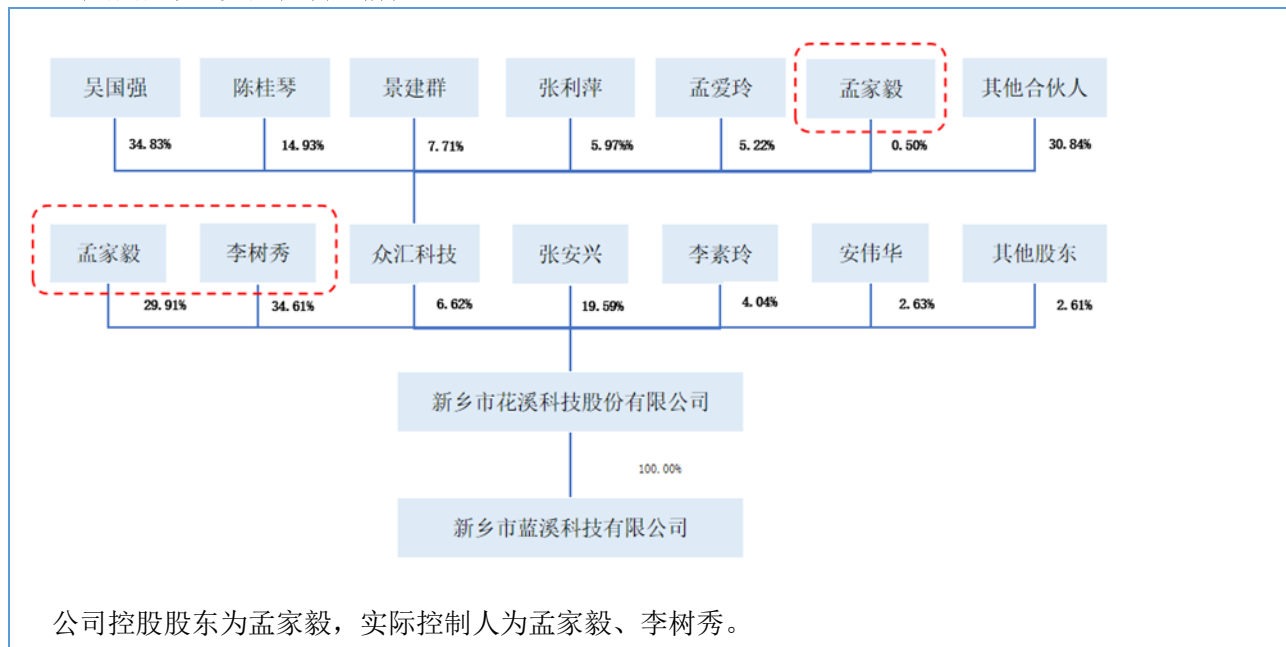 吴国强 陈桂琴 景建群 张利萍 孟爱玲 孟家毅 其他合伙人
34.83% 14.93% 7.71% 5.97%% 5.22% 0.50% 30.84%
孟家毅 李树秀 众汇科技 张安兴 李素玲 安伟华 其他股东
29.91% 34.61% 6.62% 19.59% 4.04% 2.63% 2.61%
新乡市花溪科技股份有限公司
100.00%
新乡市蓝溪科技有限公司
公司控股股东为孟家毅，实际控制人为孟家毅、李树秀。